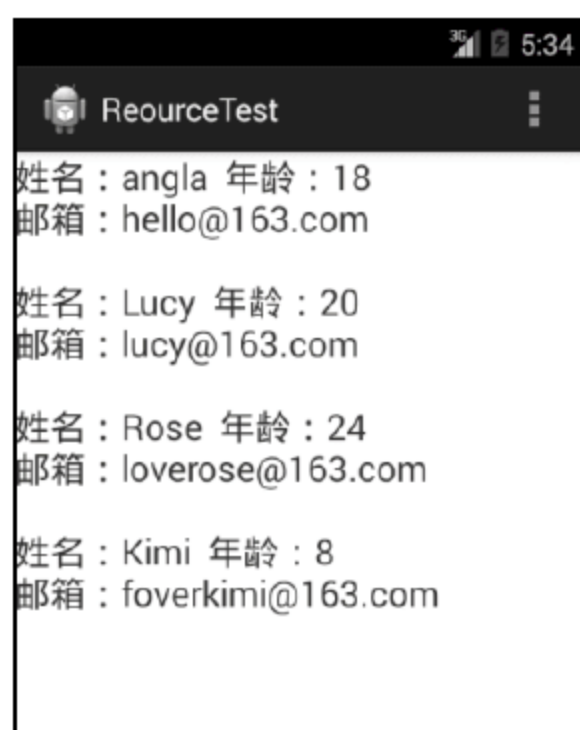 3G 5:34
ReourceTest
姓名：angla 年龄：18
邮箱：hello@163.com
姓名：Lucy 年龄：20
邮箱：lucy@163.com
姓名：Rose 年龄：24
邮箱：loverose@163.com
姓名：Kimi 年龄：8
邮箱：foverkimi@163.com